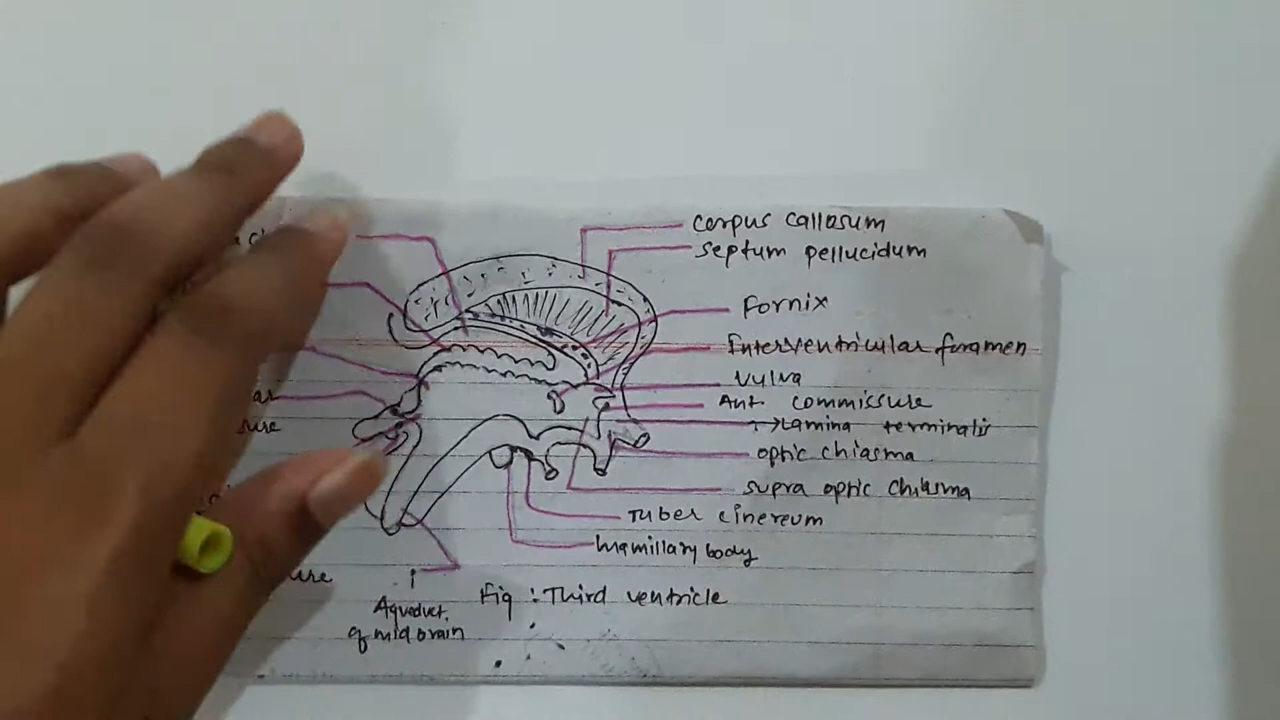 corpus callosum
septum pellucidum
Fornix
Interventricular foramen
Vulva
Ant. commissure
→Lamina terminalis
optic chiasma
supra optic chiasma
Tuber cinereum
Mamillary body
Aqueduct
of midbrain
Fig : Third ventricle